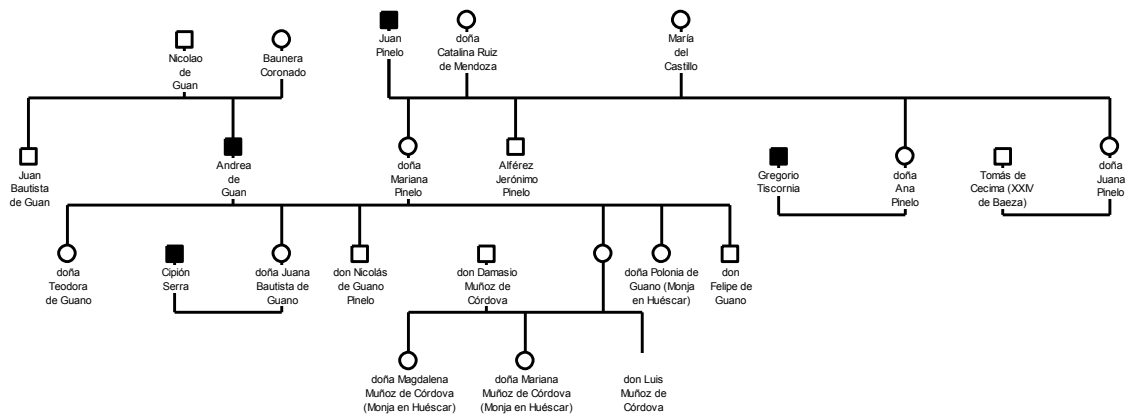 Juan
Pinelo
doña
Catalina Ruiz
de Mendoza
María
del
Castillo
Nicolao
de
Guan
Baunera
Coronado
Juan
Bautista
de Guan
Andrea
de
Guan
doña
Mariana
Pinelo
Alférez
Jerónimo
Pinelo
Gregorio
Tiscornia
doña
Ana
Pinelo
Tomás de
Cecima (XXIV
de Baeza)
doña
Juana
Pinelo
doña
Teodora
de Guano
Cipión
Serra
doña Juana
Bautista de
Guano
don Nicolás
de Guano
Pinelo
don Damasio
Muñoz de
Córdova
doña Polonia de
Guano (Monja
en Huéscar)
don
Felipe de
Guano
doña Magdalena
Muñoz de Córdova
(Monja en Huéscar)
doña Mariana
Muñoz de Córdova
(Monja en Huéscar)
don Luis
Muñoz de
Córdova